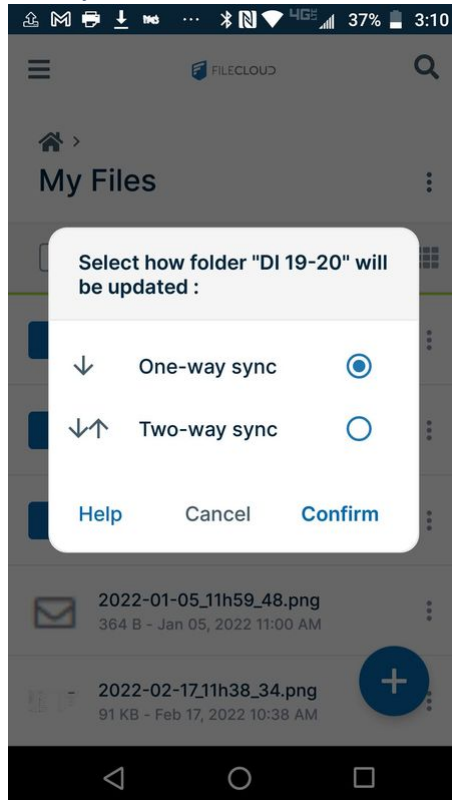 4GE 37% 3:10
FILECLOUD
My Files
Select how folder "DI 19-20" will
be updated :
One-way sync
Two-way sync
Help Cancel Confirm
2022-01-05_11h59_48.png
364 B - Jan 05, 2022 11:00 AM
2022-02-17_11h38_34.png
91 KB - Feb 17, 2022 10:38 AM